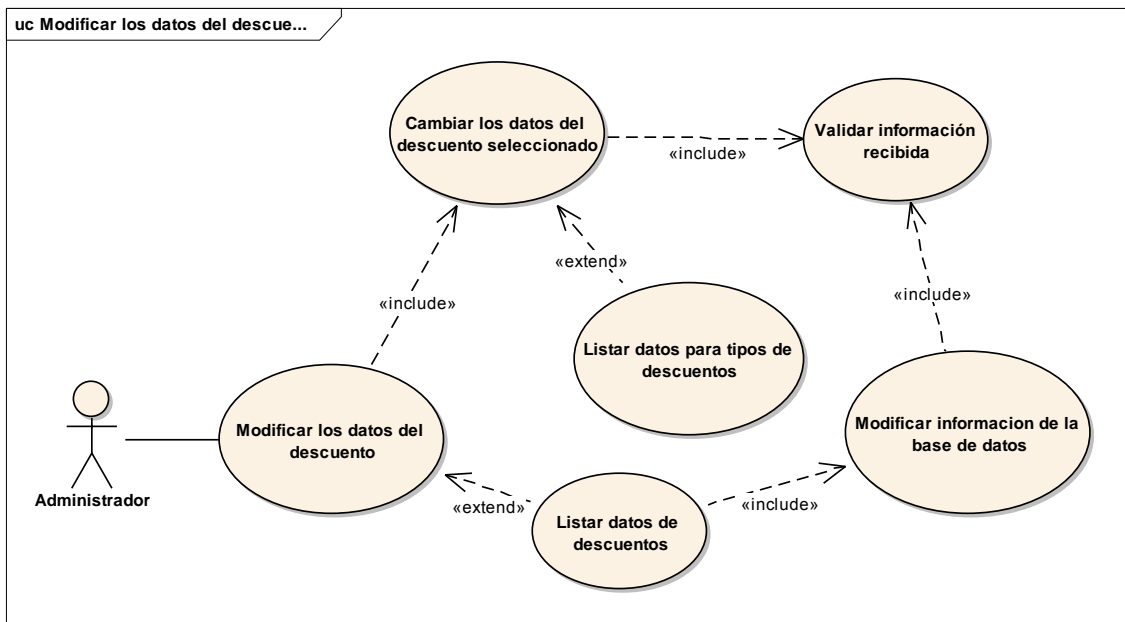 uc Modificar los datos del descue...
Cambiar los datos del
descuento seleccionado
Validar información
recibida
«include»
«extend»
«include»
«include»
Listar datos para tipos de
descuentos
Modificar los datos del
descuento
Modificar informacion de la
base de datos
Administrador
«extend»
«include»
Listar datos de
descuentos